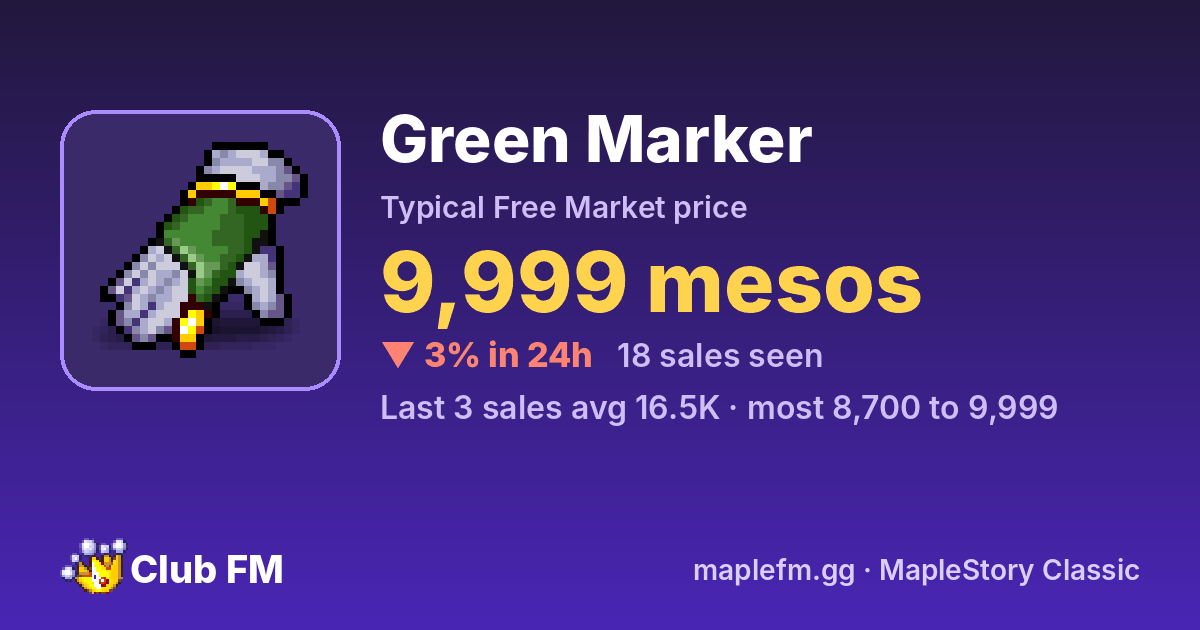 Green Marker
Typical Free Market price
9,999 mesos
▼ 3% in 24h 18 sales seen
Last 3 sales avg 16.5K · most 8,700 to 9,999
Club FM
maplefm.gg · MapleStory Classic